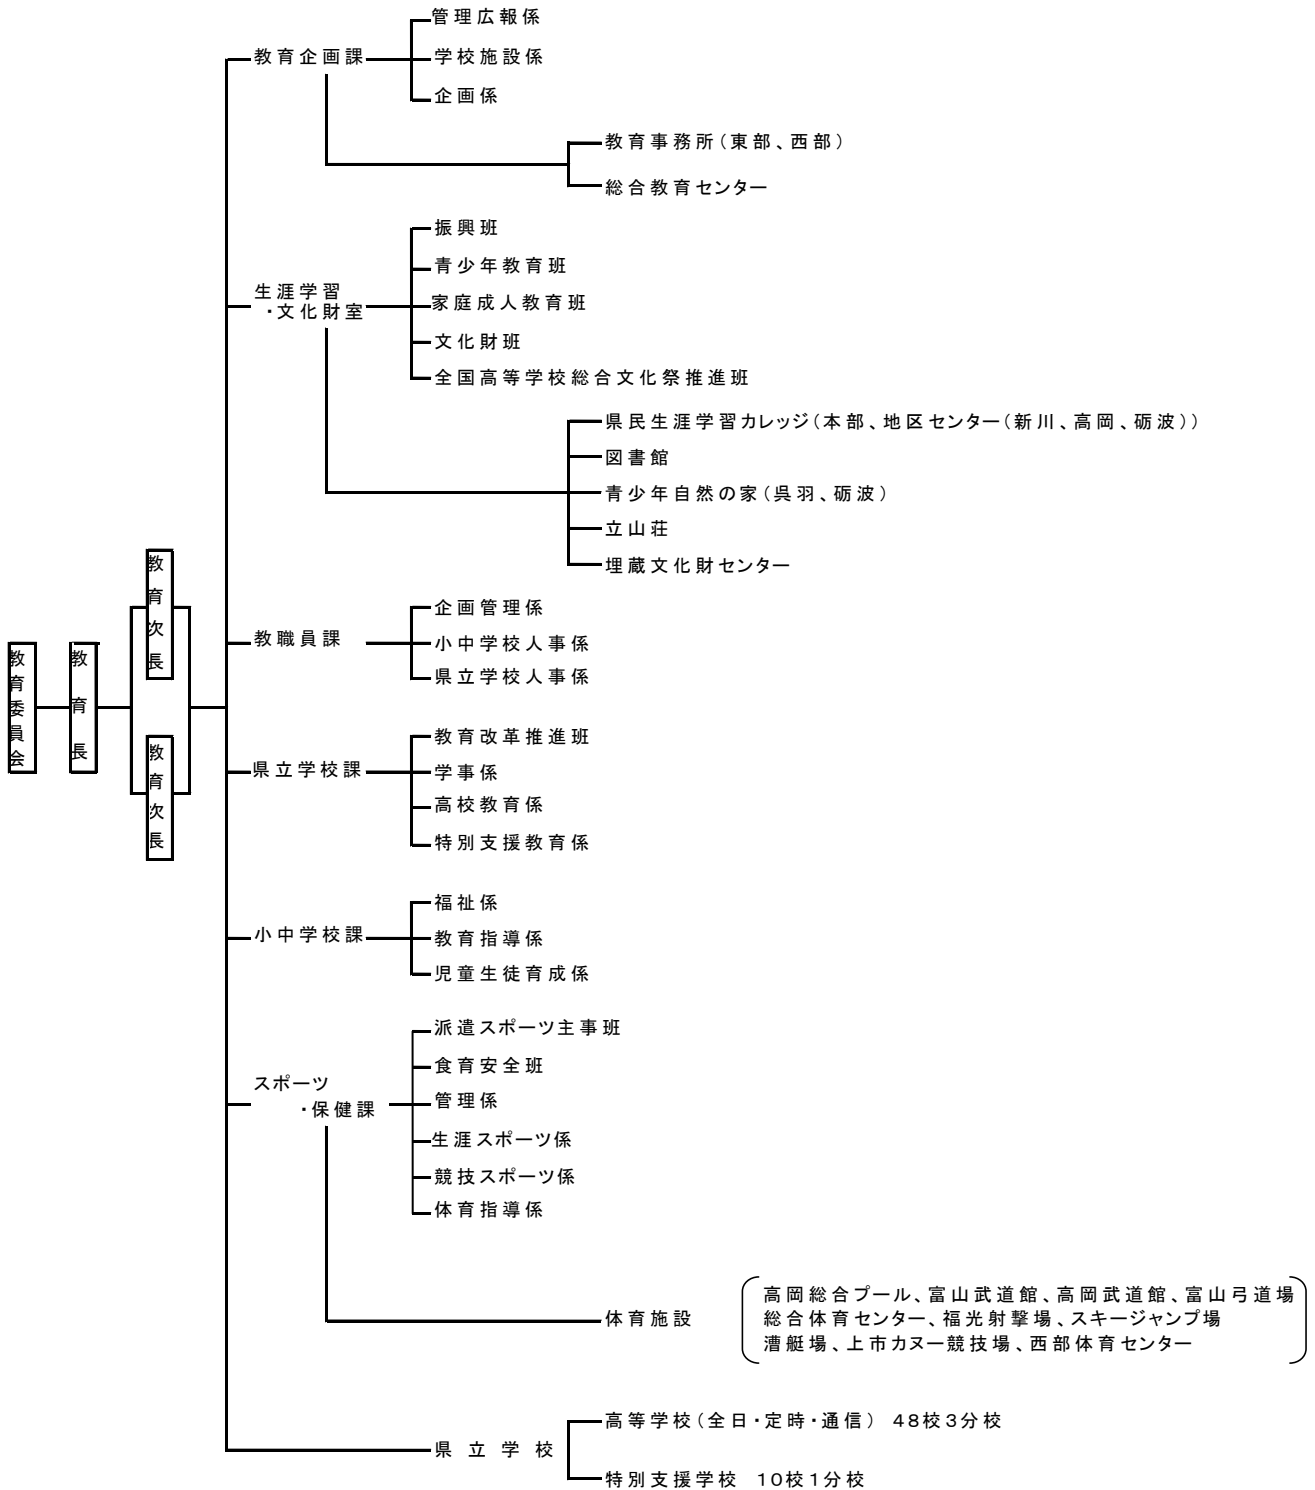 管理広報係
教育企画課
学校施設係
企画係
教育事務所（東部、西部）
総合教育センター
振興班
青少年教育班
生涯学習
・文化財室
家庭成人教育班
文化財班
全国高等学校総合文化祭推進班
県民生涯学習カレッジ（本部、地区センター（新川、高岡、砺波））
図書館
青少年自然の家（呉羽、砺波）
立山荘
埋蔵文化財センター
教育委員会
教育長
教育次長
教育次長
企画管理係
教職員課
小中学校人事係
県立学校人事係
教育改革推進班
県立学校課
学事係
高校教育係
特別支援教育係
福祉係
小中学校課
教育指導係
児童生徒育成係
派遣スポーツ主事班
食育安全班
スポーツ
・保健課
管理係
生涯スポーツ係
競技スポーツ係
体育指導係
体育施設
高岡総合プール、富山武道館、高岡武道館、富山弓道場
総合体育センター、福光射撃場、スキージャンプ場
漕艇場、上市カヌー競技場、西部体育センター
県立学校
高等学校（全日・定時・通信） 48校3分校
特別支援学校 10校1分校